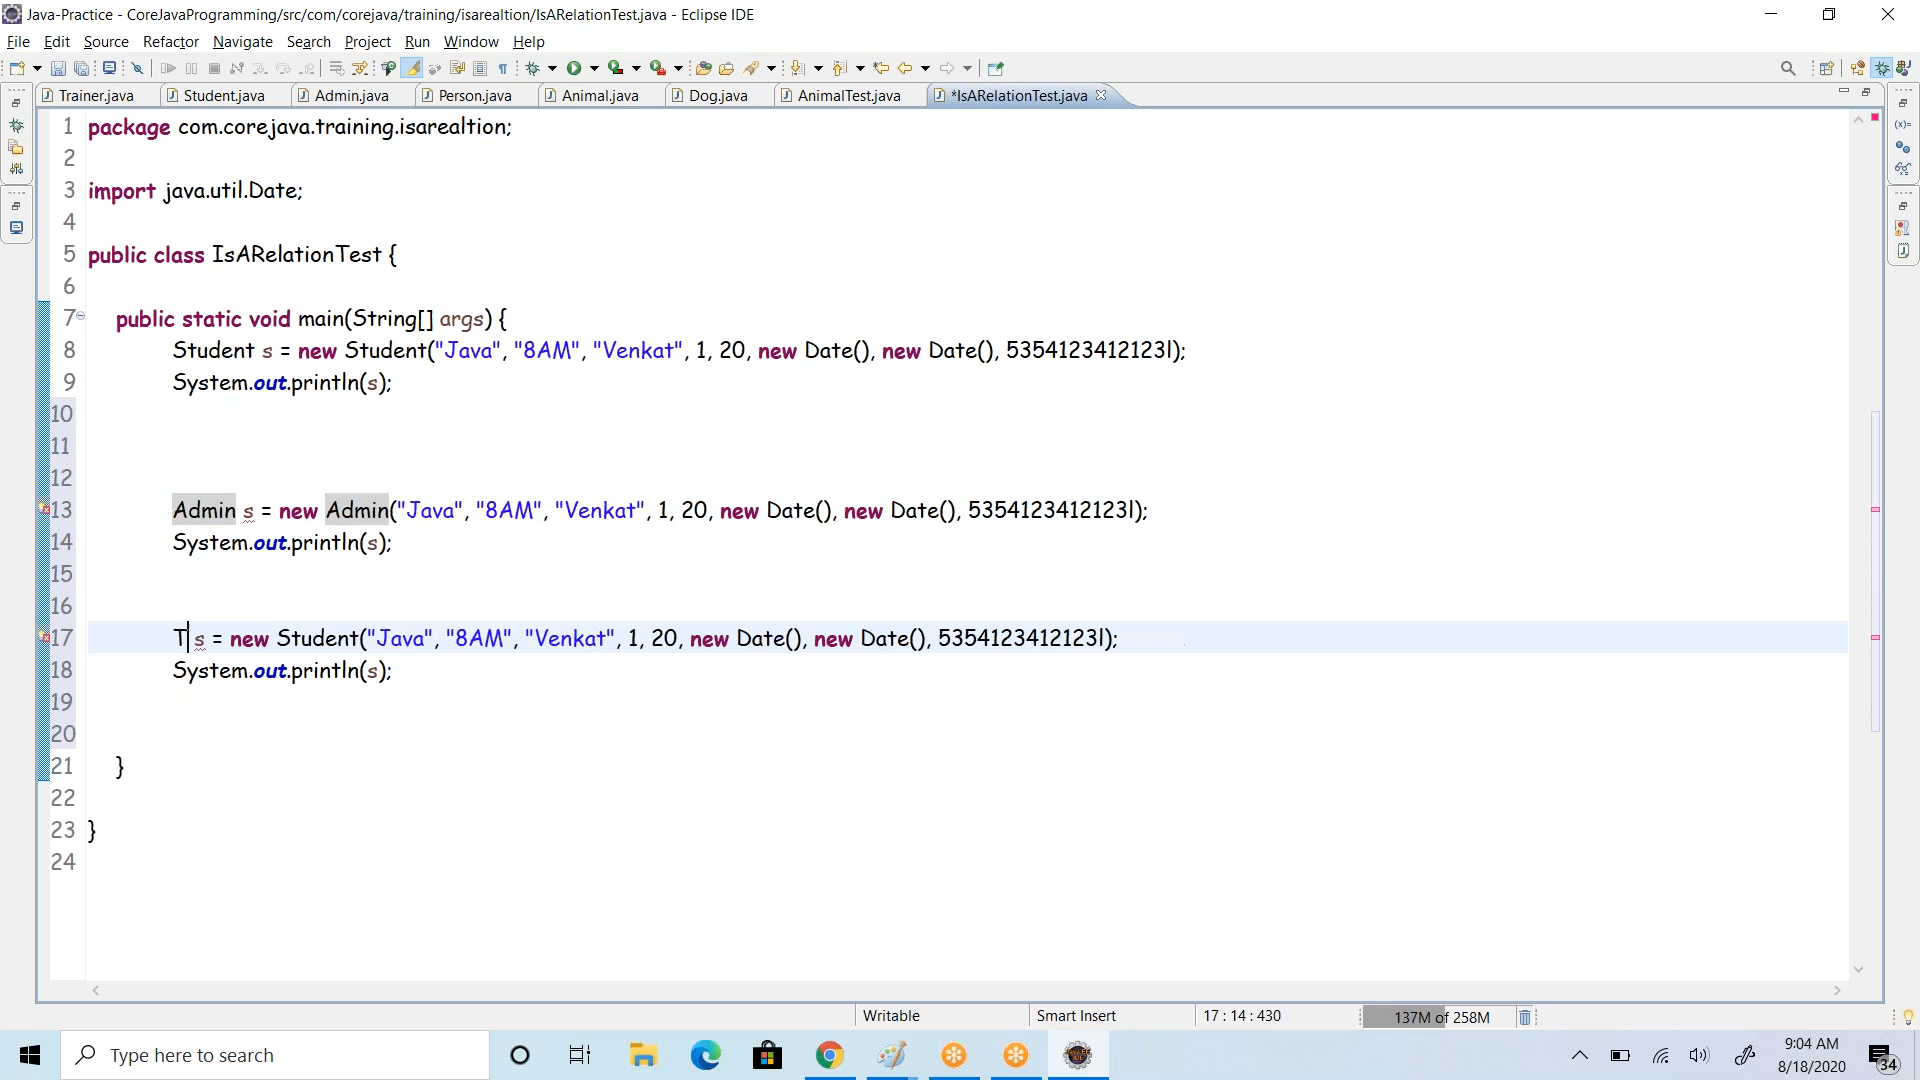 Java-Practice - CoreJavaProgramming/src/com/corejava/training/isarealtion/IsARelationTest.java - Eclipse IDE
File Edit Source Refactor Navigate Search Project Run Window Help
Trainer.java Student.java Admin.java Person.java Animal.java Dog.java AnimalTest.java *IsARelationTest.java
1 package com.corejava.training.isarealtion;
2
3 import java.util.Date;
4
5 public class IsARelationTest {
6
7 public static void main(String[] args) {
8 Student s = new Student("Java", "8AM", "Venkat", 1, 20, new Date(), new Date(), 5354123412123l);
9 System.out.println(s);
10
11
12
13 Admin s = new Admin("Java", "8AM", "Venkat", 1, 20, new Date(), new Date(), 5354123412123l);
14 System.out.println(s);
15
16
17 T s = new Student("Java", "8AM", "Venkat", 1, 20, new Date(), new Date(), 5354123412123l);
18 System.out.println(s);
19
20
21 }
22
23 }
24
Writable Smart Insert 17 : 14 : 430 137M of 258M
Type here to search
9:04 AM
8/18/2020
34